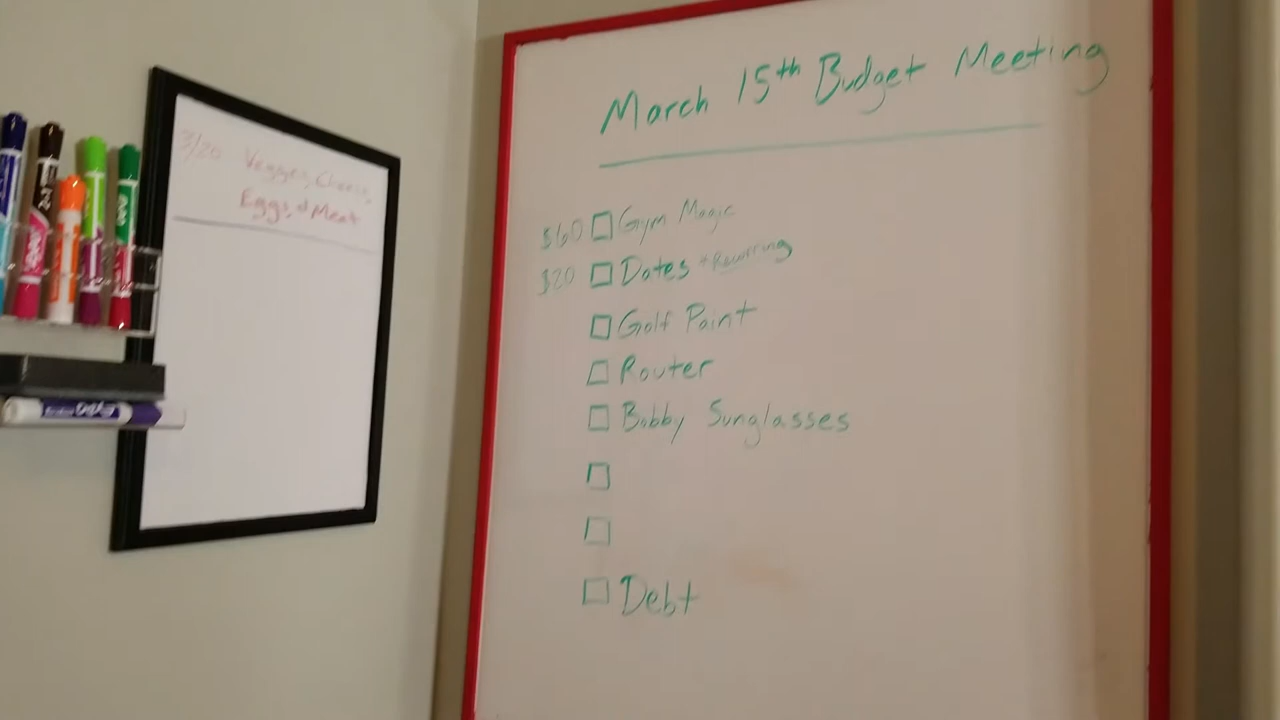 3/20 Veggies, Cheese,
Eggs, & Meat
March 15th Budget Meeting
$60 Gym Magic
$20 Dates + Recurring
Golf Paint
Router
Bobby Sunglasses
Debt
EXPO